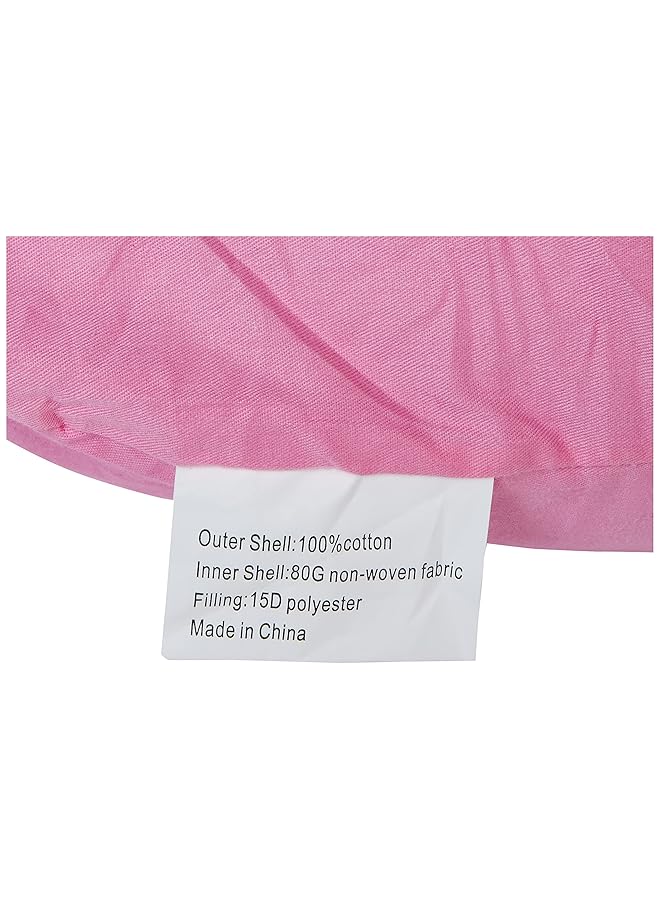 Outer Shell:100%cotton
Inner Shell:80G non-woven fabric
Filling:15D polyester
Made in China